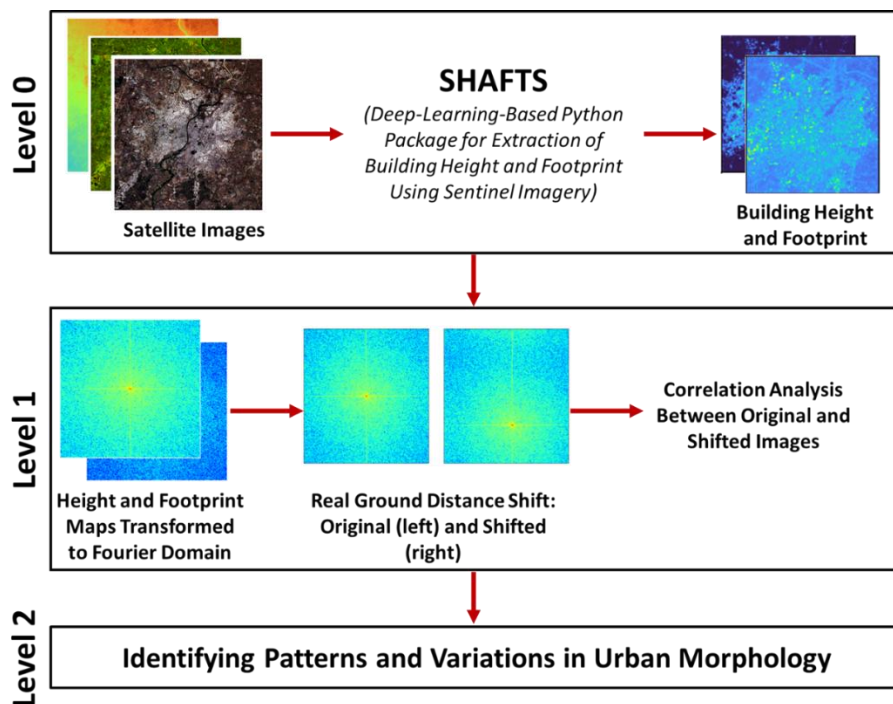 Level 0
SHAFTS
(Deep-Learning-Based Python
Package for Extraction of
Building Height and Footprint
Using Sentinel Imagery)
Satellite Images
Building Height
and Footprint
Level 1
Correlation Analysis
Between Original and
Shifted Images
Height and Footprint
Maps Transformed
to Fourier Domain
Real Ground Distance Shift:
Original (left) and Shifted
(right)
Level 2
Identifying Patterns and Variations in Urban Morphology